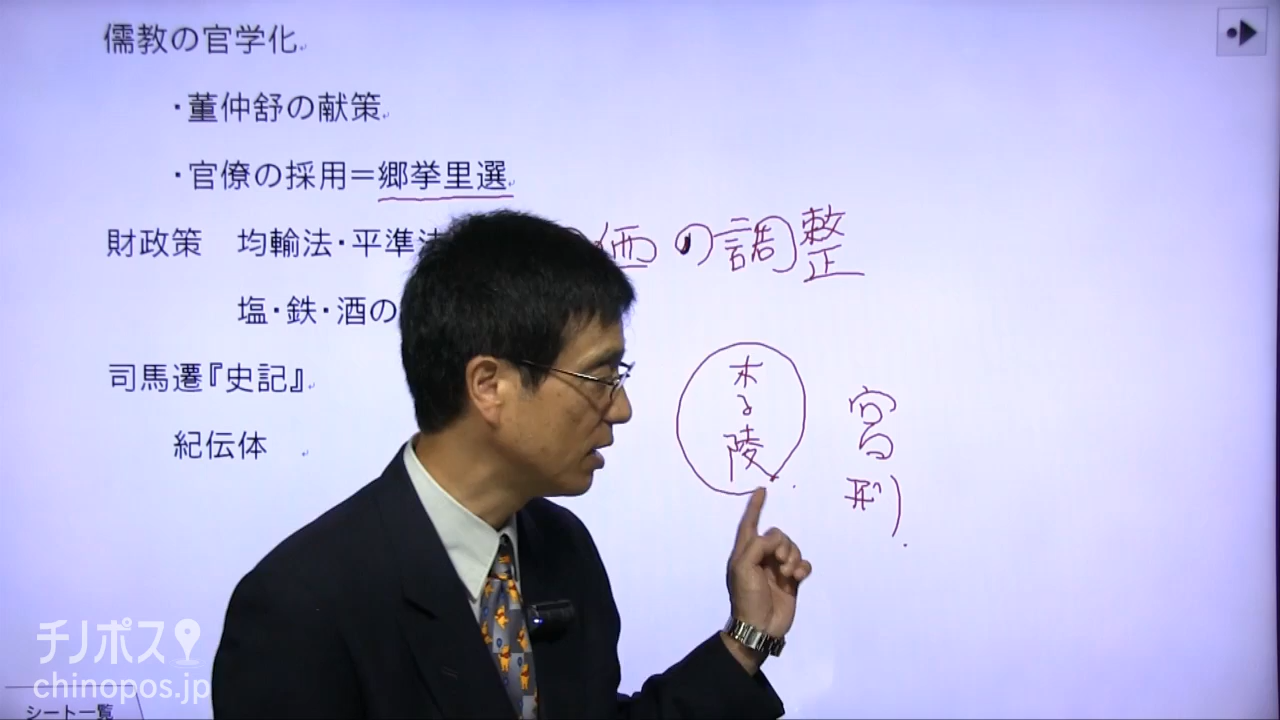 儒教の官学化
・董仲舒の献策
・官僚の採用＝郷挙里選
財政策 均輸法・平準法 価の調整
塩・鉄・酒の
司馬遷『史記』
紀伝体
李陵
宮刑
チノポス
chinopos.jp
シート一覧